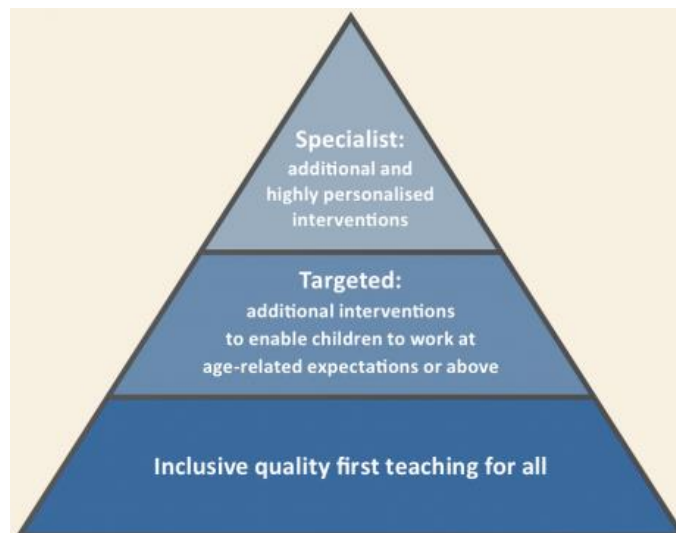 Specialist:
additional and
highly personalised
interventions
Targeted:
additional interventions
to enable children to work at
age-related expectations or above
Inclusive quality first teaching for all